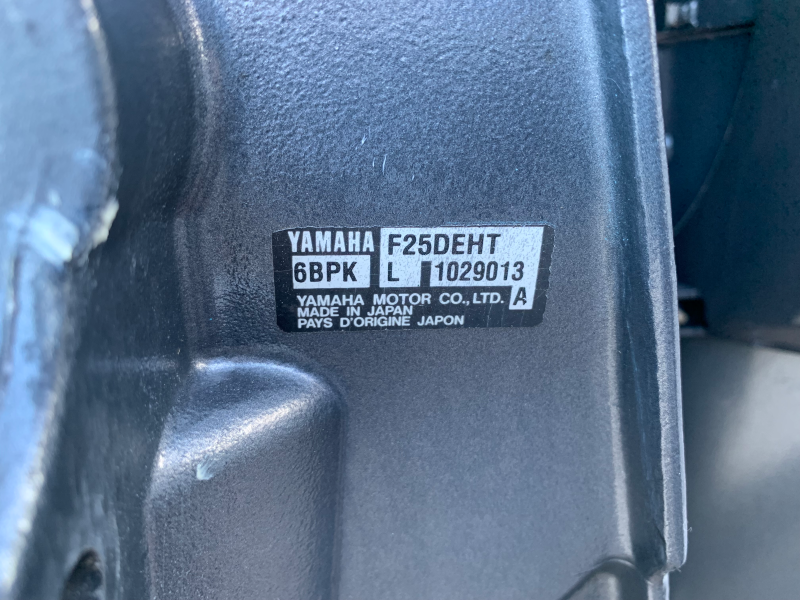 YAMAHA F25DEHT
6BPK L 1029013
YAMAHA MOTOR CO.,LTD. A
MADE IN JAPAN
PAYS D'ORIGINE JAPON